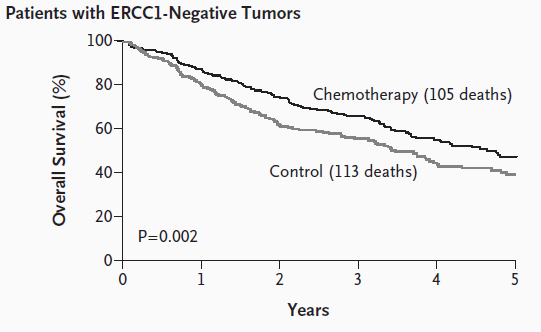 Patients with ERCC1-Negative Tumors
Overall Survival (%)
100
80
60
40
20
0
Chemotherapy (105 deaths)
Control (113 deaths)
P=0.002
0 1 2 3 4 5
Years